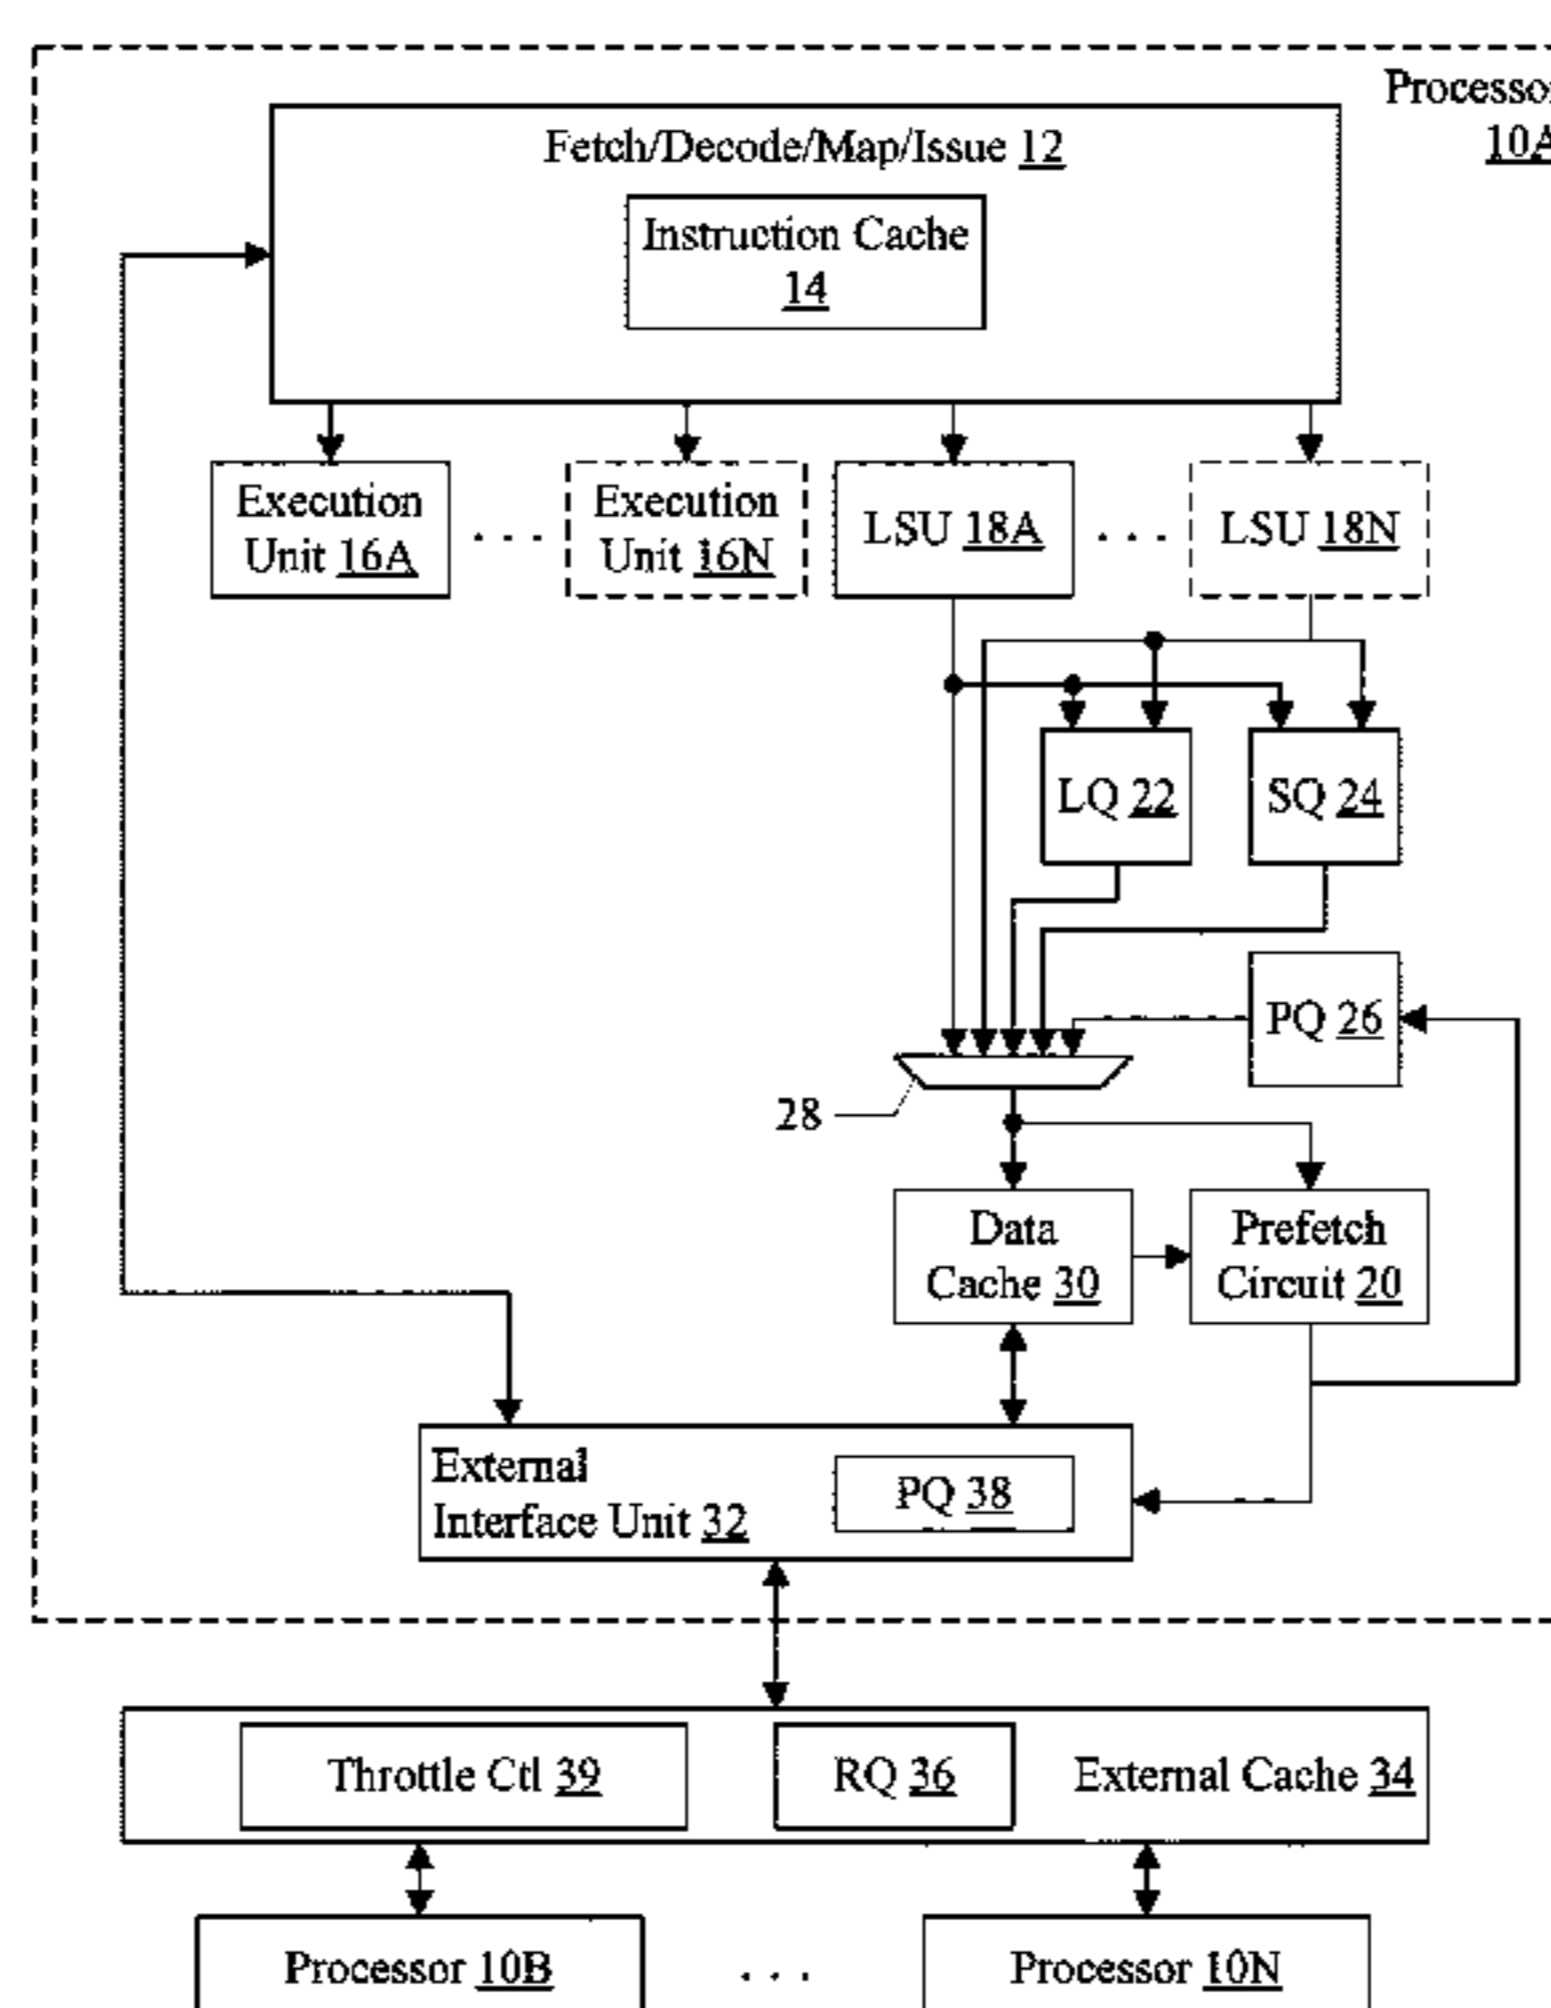 Processor
10A
Fetch/Decode/Map/Issue 12
Instruction Cache
14
Execution
Unit 16A
. . .
Execution
Unit 16N
LSU 18A
. . .
LSU 18N
LQ 22
SQ 24
PQ 26
28
Data
Cache 30
Prefetch
Circuit 20
External
Interface Unit 32
PQ 38
Throttle Ctl 39
RQ 36
External Cache 34
Processor 10B
. . .
Processor 10N